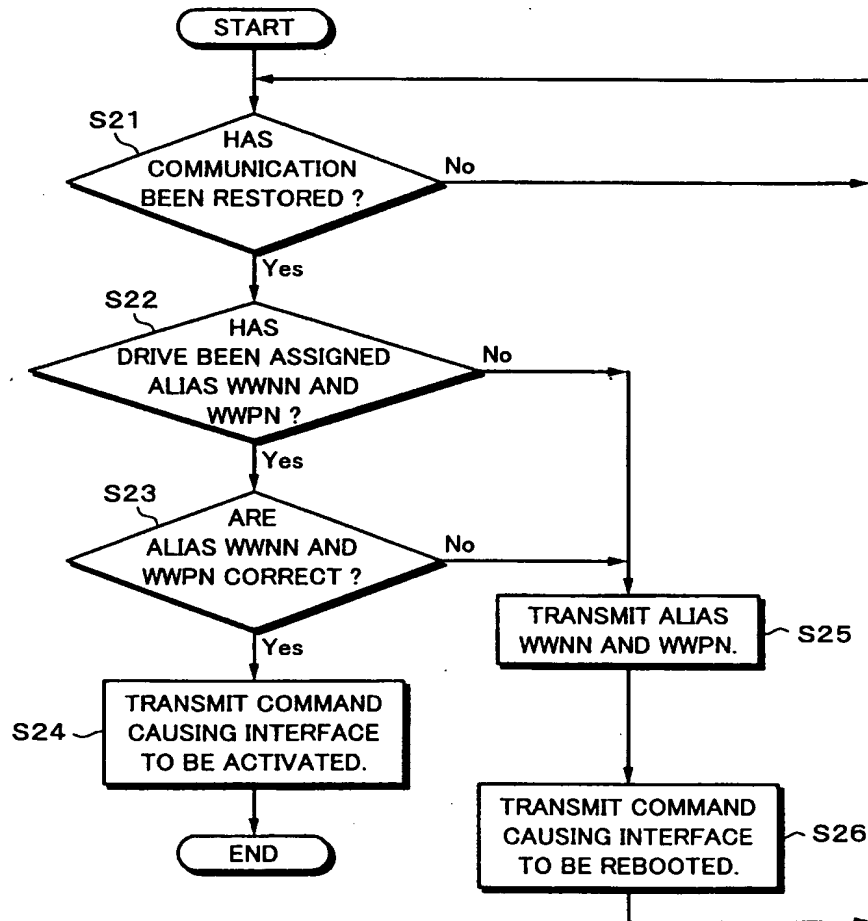 START
S21
HAS
COMMUNICATION
BEEN RESTORED ?
No
Yes
S22
HAS
DRIVE BEEN ASSIGNED
ALIAS WWNN AND
WWPN ?
No
Yes
S23
ARE
ALIAS WWNN AND
WWPN CORRECT ?
No
Yes
TRANSMIT ALIAS
WWNN AND WWPN.
S25
S24
TRANSMIT COMMAND
CAUSING INTERFACE
TO BE ACTIVATED.
TRANSMIT COMMAND
CAUSING INTERFACE
TO BE REBOOTED.
S26
END